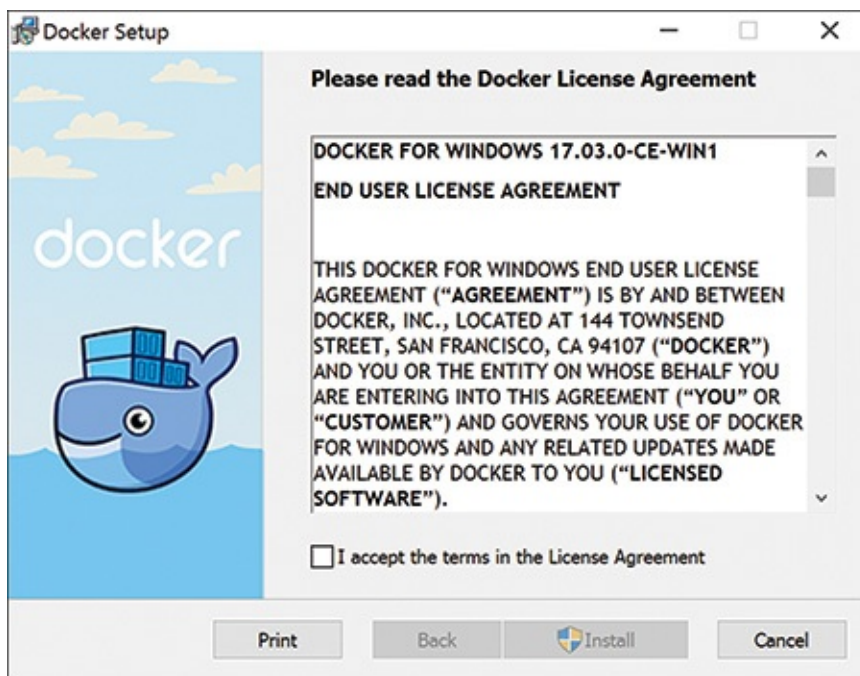 Docker Setup
Please read the Docker License Agreement
DOCKER FOR WINDOWS 17.03.0-CE-WIN1
END USER LICENSE AGREEMENT
docker
THIS DOCKER FOR WINDOWS END USER LICENSE
AGREEMENT (“AGREEMENT”) IS BY AND BETWEEN
DOCKER, INC., LOCATED AT 144 TOWNSEND
STREET, SAN FRANCISCO, CA 94107 (“DOCKER”)
AND YOU OR THE ENTITY ON WHOSE BEHALF YOU
ARE ENTERING INTO THIS AGREEMENT (“YOU” OR
“CUSTOMER”) AND GOVERNS YOUR USE OF DOCKER
FOR WINDOWS AND ANY RELATED UPDATES MADE
AVAILABLE BY DOCKER TO YOU (“LICENSED
SOFTWARE”).
I accept the terms in the License Agreement
Print
Back
Install
Cancel